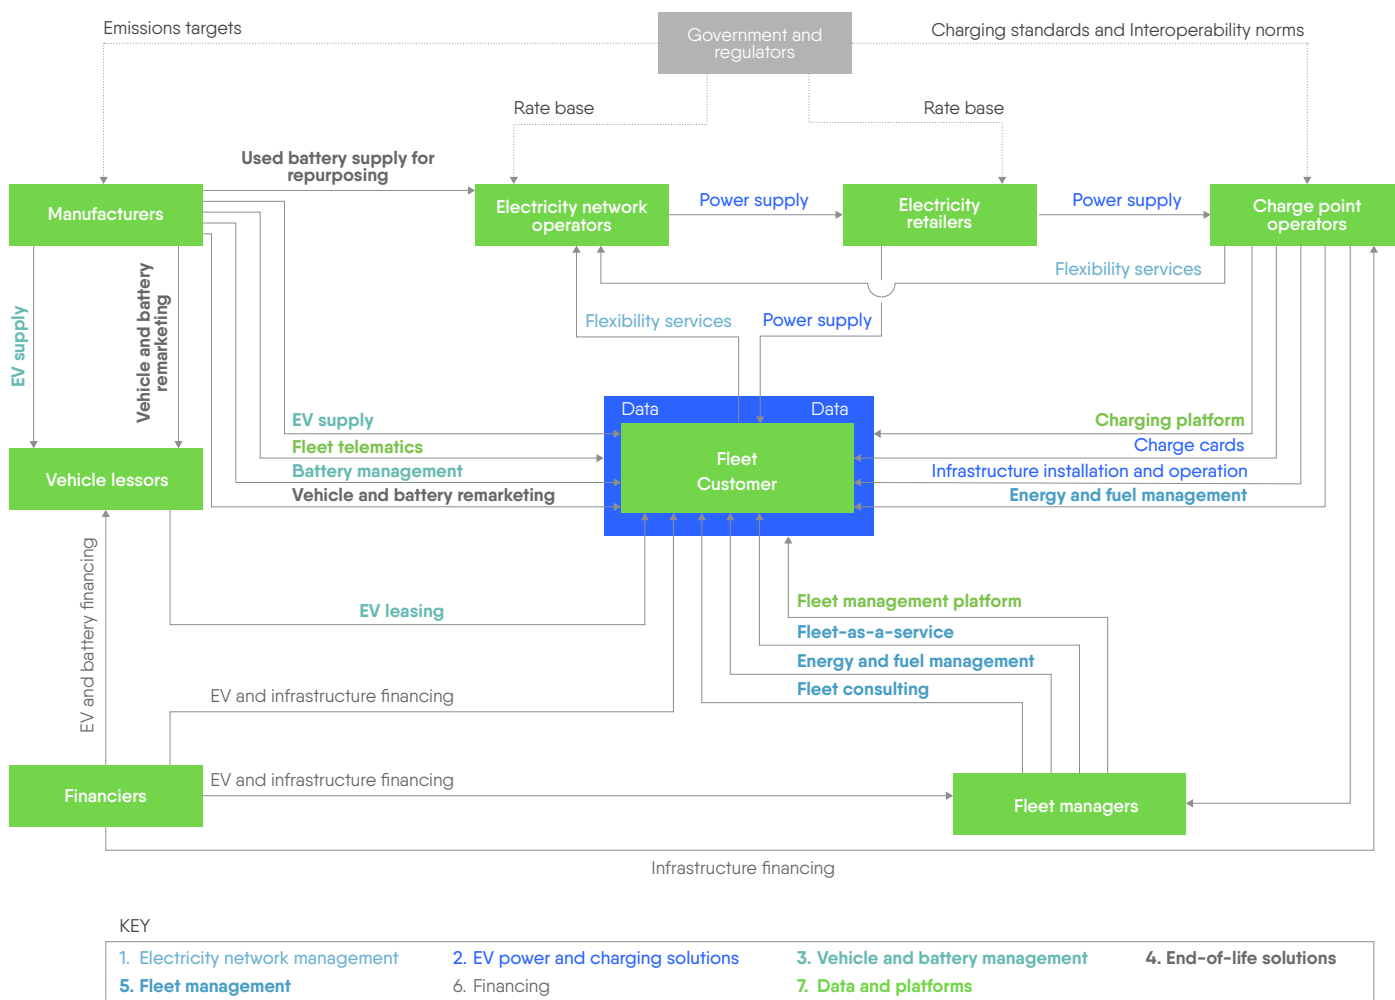 Emissions targets
Government and
regulators
Charging standards and Interoperability norms
Rate base
Rate base
Used battery supply for
repurposing
Manufacturers
Electricity network
operators
Power supply
Electricity
retailers
Power supply
Charge point
operators
Flexibility services
EV supply
Vehicle and battery
remarketing
Flexibility services
Power supply
Data
Data
EV supply
Fleet telematics
Battery management
Vehicle and battery remarketing
Fleet
Customer
Charging platform
Charge cards
Infrastructure installation and operation
Energy and fuel management
Vehicle lessors
EV and battery financing
EV leasing
Fleet management platform
Fleet-as-a-service
Energy and fuel management
Fleet consulting
EV and infrastructure financing
EV and infrastructure financing
Financiers
Fleet managers
Infrastructure financing
KEY
1. Electricity network management
2. EV power and charging solutions
3. Vehicle and battery management
4. End-of-life solutions
5. Fleet management
6. Financing
7. Data and platforms